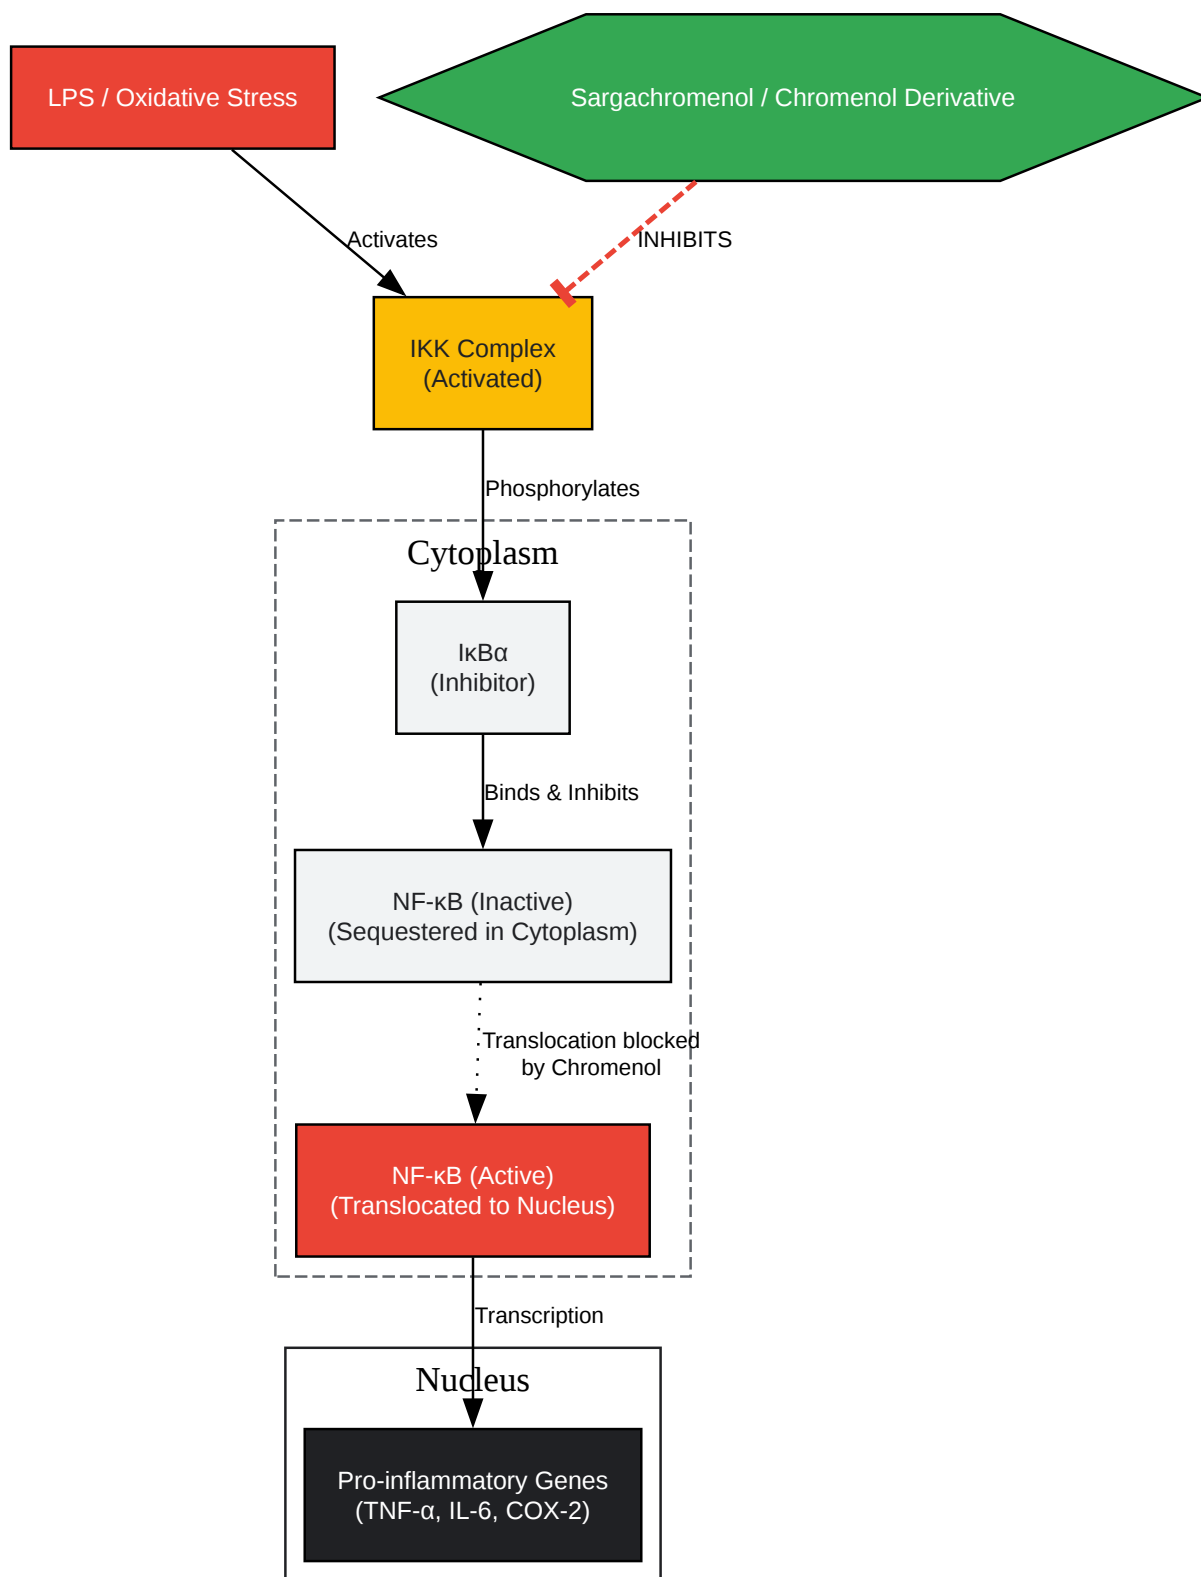 LPS / Oxidative Stress
Sargachromenol / Chromenol Derivative
Activates
INHIBITS
IKK Complex
(Activated)
Phosphorylates
Cytoplasm
IκBα
(Inhibitor)
Binds & Inhibits
NF-κB (Inactive)
(Sequestered in Cytoplasm)
Translocation blocked
by Chromenol
NF-κB (Active)
(Translocated to Nucleus)
Transcription
Nucleus
Pro-inflammatory Genes
(TNF-α, IL-6, COX-2)